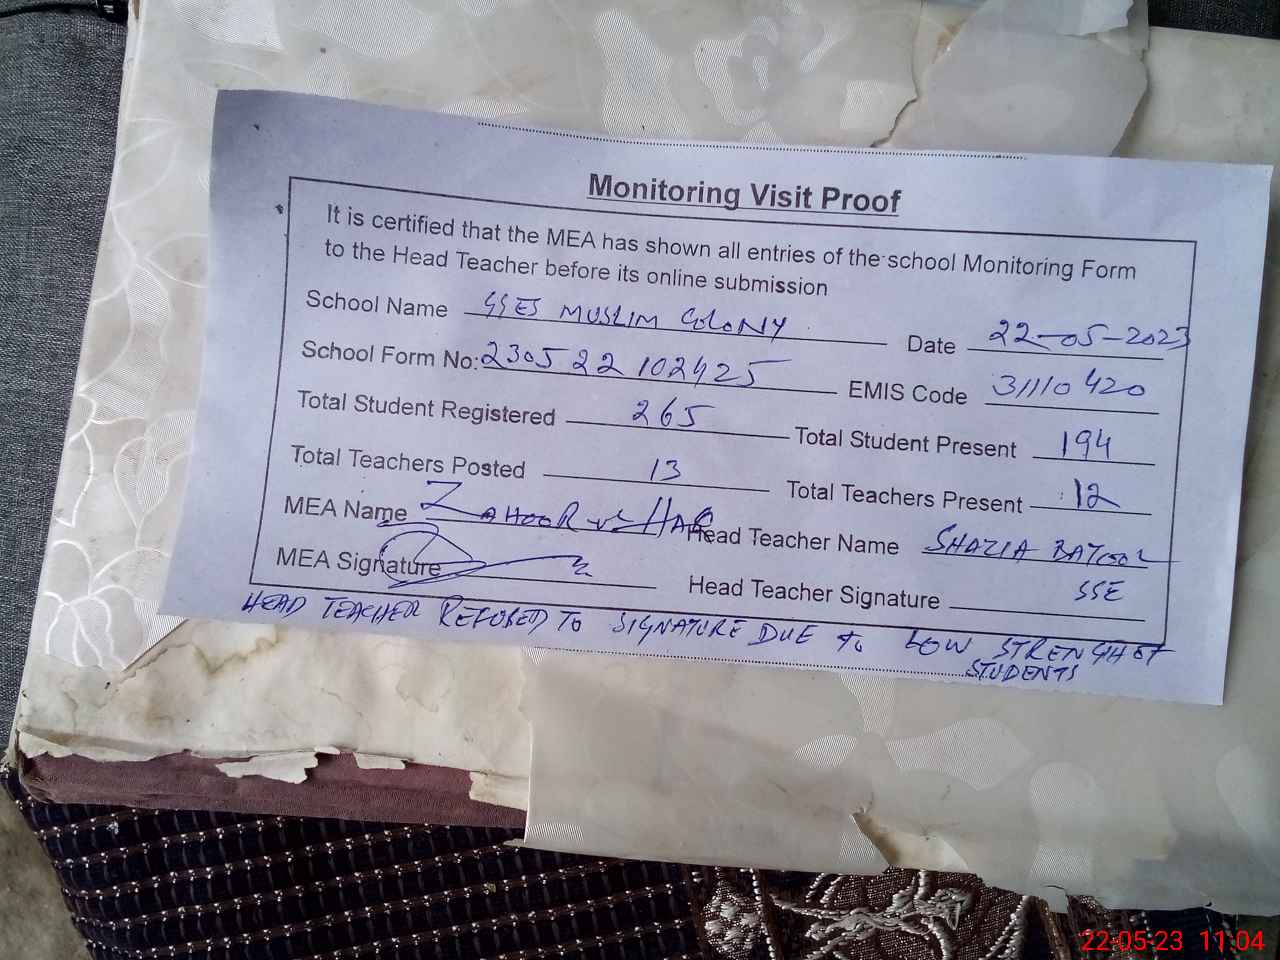 Monitoring Visit Proof
It is certified that the MEA has shown all entries of the school Monitoring Form
to the Head Teacher before its online submission
School Name GGES MUSLIM COLONY Date 22-05-2023
School Form No: 230522102425 EMIS Code 31110420
Total Student Registered 265 Total Student Present 194
Total Teachers Posted 13 Total Teachers Present 12
MEA Name ZAHOOR UL HAQ Head Teacher Name SHAZIA BATOOL
MEA Signature Head Teacher Signature SSE
HEAD TEACHER REFUSED TO SIGNATURE DUE TO LOW STRENGHT OF
STUDENTS
22-05-23 11:04